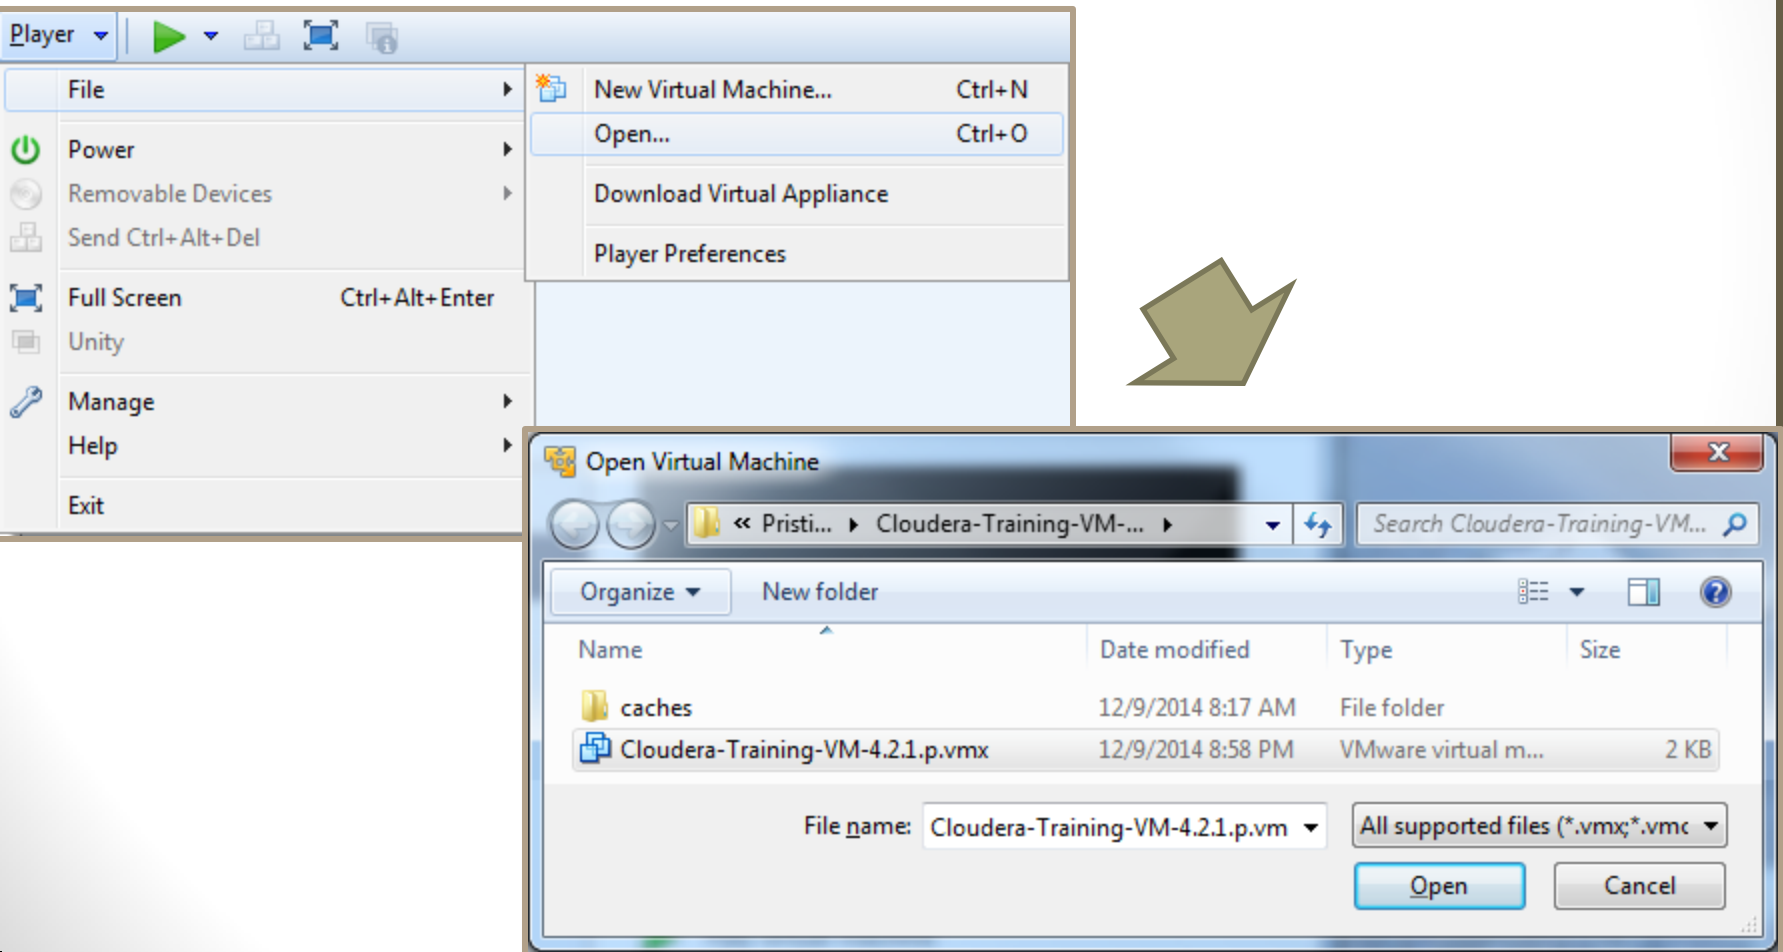 Player
File
New Virtual Machine... Ctrl+N
Open... Ctrl+O
Power
Removable Devices
Download Virtual Appliance
Send Ctrl+Alt+Del
Player Preferences
Full Screen Ctrl+Alt+Enter
Unity
Manage
Help
Exit
Open Virtual Machine
« Pristi... Cloudera-Training-VM-... Search Cloudera-Training-VM...
Organize New folder
Name Date modified Type Size
caches 12/9/2014 8:17 AM File folder
Cloudera-Training-VM-4.2.1.p.vmx 12/9/2014 8:58 PM VMware virtual m... 2 KB
File name: Cloudera-Training-VM-4.2.1.p.vm All supported files (*.vmx;*.vmc
Open Cancel